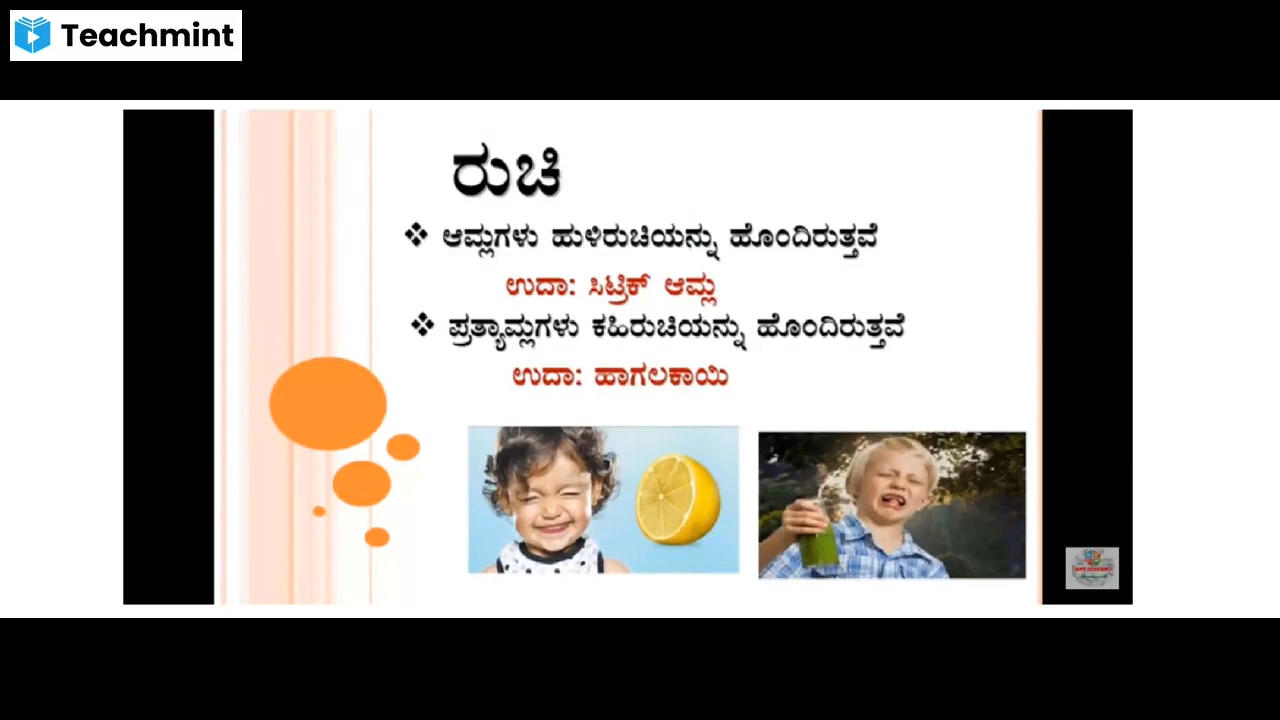 Teachmint
ರುಚಿ
❖ ಆಮ್ಲಗಳು ಹುಳಿರುಚಿಯನ್ನು ಹೊಂದಿರುತ್ತವೆ
ಉದಾ: ಸಿಟ್ರಿಕ್ ಆಮ್ಲ
❖ ಪ್ರತ್ಯಾಮ್ಲಗಳು ಕಹಿರುಚಿಯನ್ನು ಹೊಂದಿರುತ್ತವೆ
ಉದಾ: ಹಾಗಲಕಾಯಿ